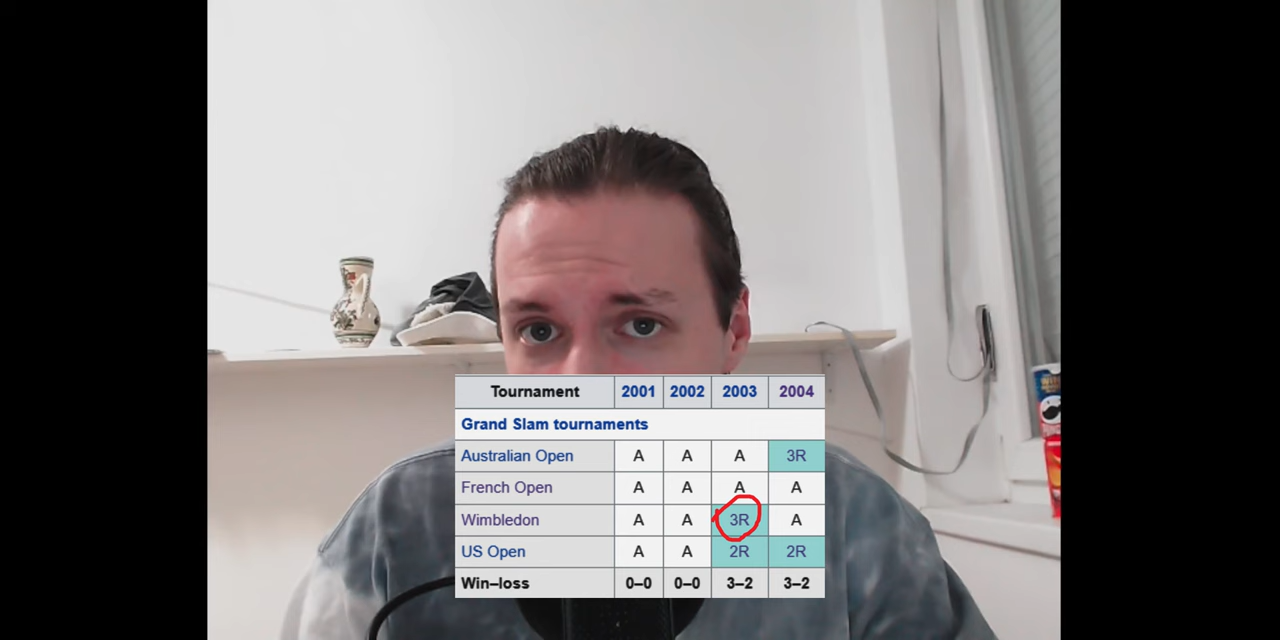 Tournament 2001 2002 2003 2004
Grand Slam tournaments
Australian Open A A A 3R
French Open A A A A
Wimbledon A A 3R A
US Open A A 2R 2R
Win–loss 0–0 0–0 3–2 3–2